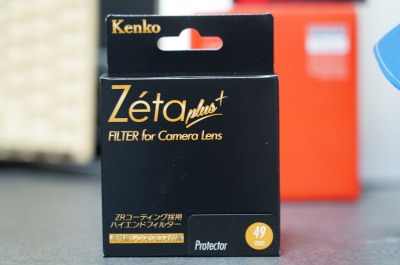 Kenko
Zéta plus+
FILTER for Camera Lens
ZRコーティング採用
ハイエンドフィルター
Protector
49
mm